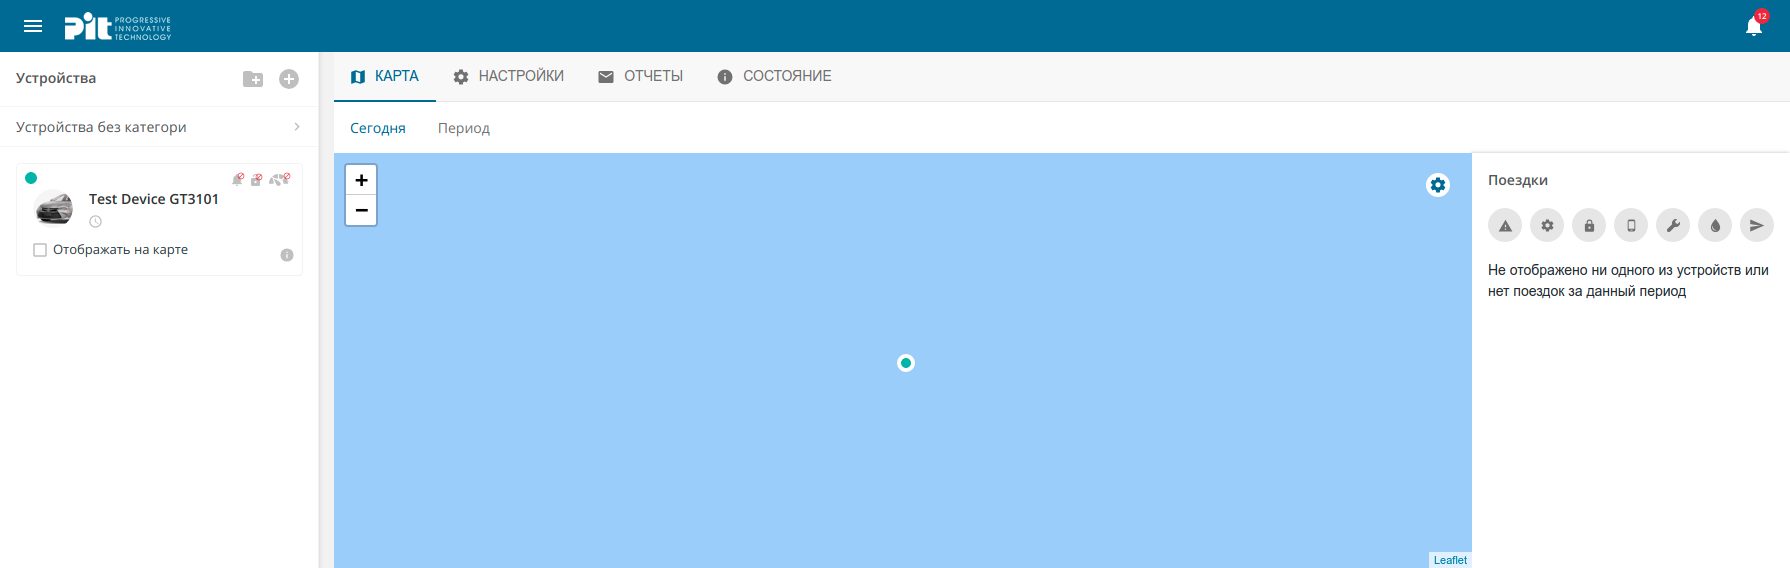 PiT PROGRESSIVE
INNOVATIVE
TECHNOLOGY
12
Устройства
КАРТА НАСТРОЙКИ ОТЧЕТЫ СОСТОЯНИЕ
Устройства без категори
Сегодня Период
Test Device GT3101
Отображать на карте
+
−
Поездки
Не отображено ни одного из устройств или
нет поездок за данный период
Leaflet